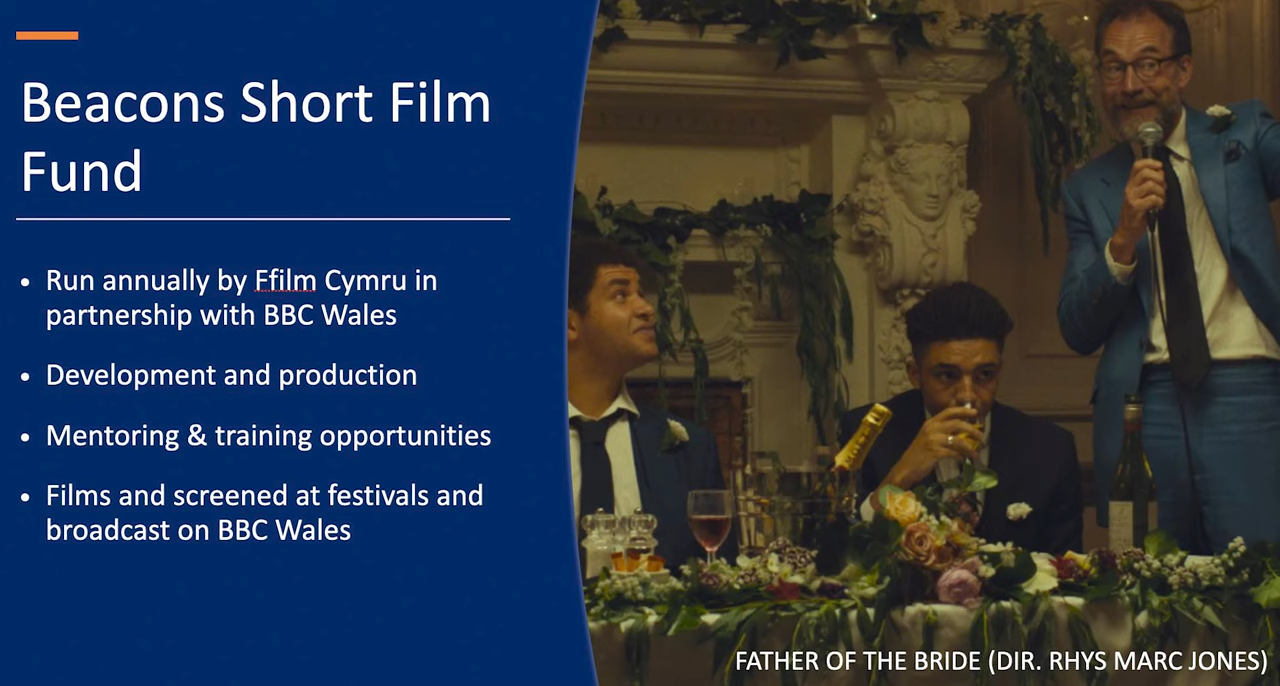 Beacons Short Film
Fund
• Run annually by Ffilm Cymru in
partnership with BBC Wales
• Development and production
• Mentoring & training opportunities
• Films and screened at festivals and
broadcast on BBC Wales
FATHER OF THE BRIDE (DIR. RHYS MARC JONES)